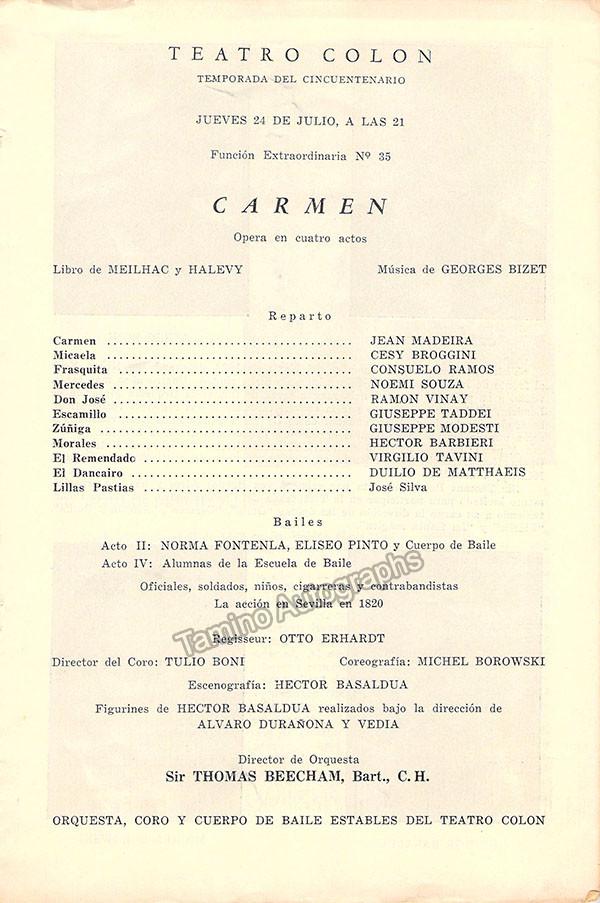 TEATRO COLON
TEMPORADA DEL CINCUENTENARIO
JUEVES 24 DE JULIO, A LAS 21
Función Extraordinaria Nº 35
CARMEN
Opera en cuatro actos
Libro de MEILHAC y HALEVY Música de GEORGES BIZET
Reparto
Carmen ........................................ JEAN MADEIRA
Micaela ........................................ CESY BROGGINI
Frasquita ...................................... CONSUELO RAMOS
Mercedes ...................................... NOEMI SOUZA
Don José ...................................... RAMON VINAY
Escamillo ...................................... GIUSEPPE TADDEI
Zúñiga ........................................ GIUSEPPE MODESTI
Morales ........................................ HECTOR BARBIERI
El Remendado .................................. VIRGILIO TAVINI
El Dancairo .................................... DUILIO DE MATTHAEIS
Lillas Pastias .................................. José Silva
Bailes
Acto II: NORMA FONTENLA, ELISEO PINTO y Cuerpo de Baile
Acto IV: Alumnas de la Escuela de Baile
Oficiales, soldados, niños, cigarreras y contrabandistas
La acción en Sevilla en 1820
Tamino Autographs
Regisseur: OTTO ERHARDT
Director del Coro: TULIO BONI Coreografía: MICHEL BOROWSKI
Escenografía: HECTOR BASALDUA
Figurines de HECTOR BASALDUA realizados bajo la dirección de
ALVARO DURAÑONA Y VEDIA
Director de Orquesta
Sir THOMAS BEECHAM, Bart., C. H.
ORQUESTA, CORO Y CUERPO DE BAILE ESTABLES DEL TEATRO COLON